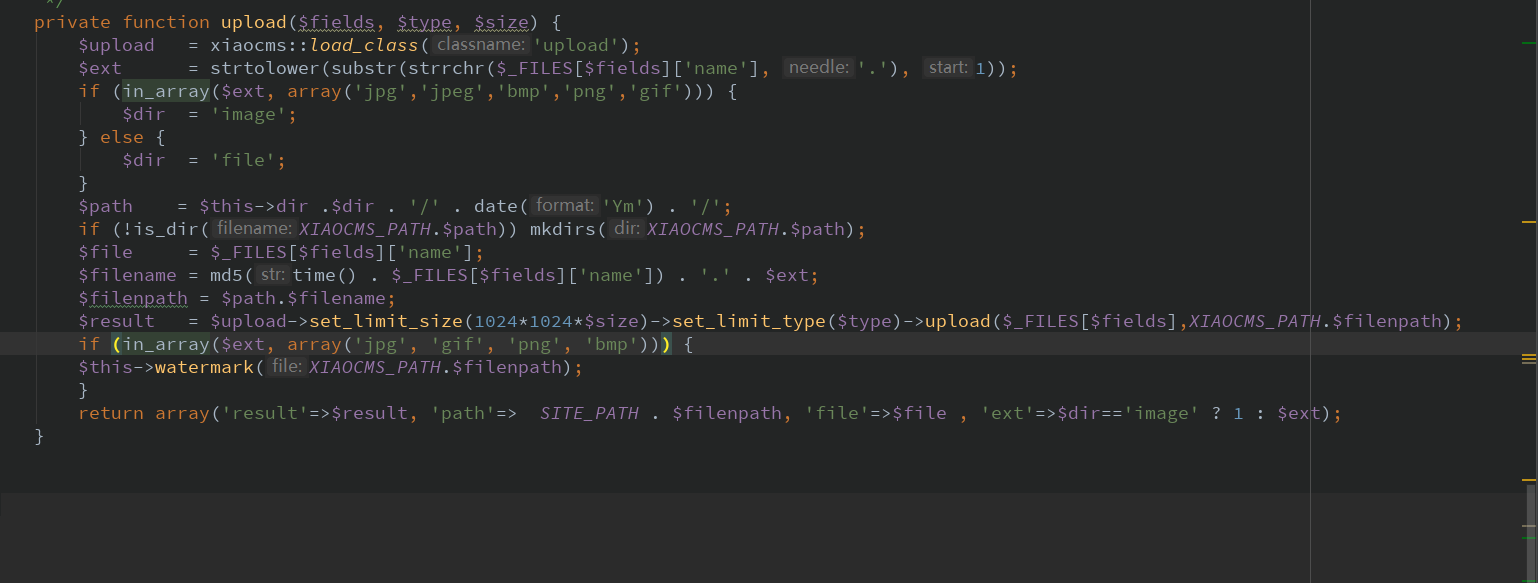 */
private function upload($fields, $type, $size) {
$upload = xiaocms::load_class( classname: 'upload');
$ext = strtolower(substr(strrchr($_FILES[$fields]['name'], needle: '.'), start: 1));
if (in_array($ext, array('jpg','jpeg','bmp','png','gif'))) {
$dir = 'image';
} else {
$dir = 'file';
}
$path = $this->dir .$dir . '/' . date( format: 'Ym') . '/';
if (!is_dir( filename: XIAOCMS_PATH.$path)) mkdirs( dir: XIAOCMS_PATH.$path);
$file = $_FILES[$fields]['name'];
$filename = md5( str: time() . $_FILES[$fields]['name']) . '.' . $ext;
$filenpath = $path.$filename;
$result = $upload->set_limit_size(1024*1024*$size)->set_limit_type($type)->upload($_FILES[$fields],XIAOCMS_PATH.$filenpath);
if (in_array($ext, array('jpg', 'gif', 'png', 'bmp'))) {
$this->watermark( file: XIAOCMS_PATH.$filenpath);
}
return array('result'=>$result, 'path'=> SITE_PATH . $filenpath, 'file'=>$file , 'ext'=>$dir=='image' ? 1 : $ext);
}